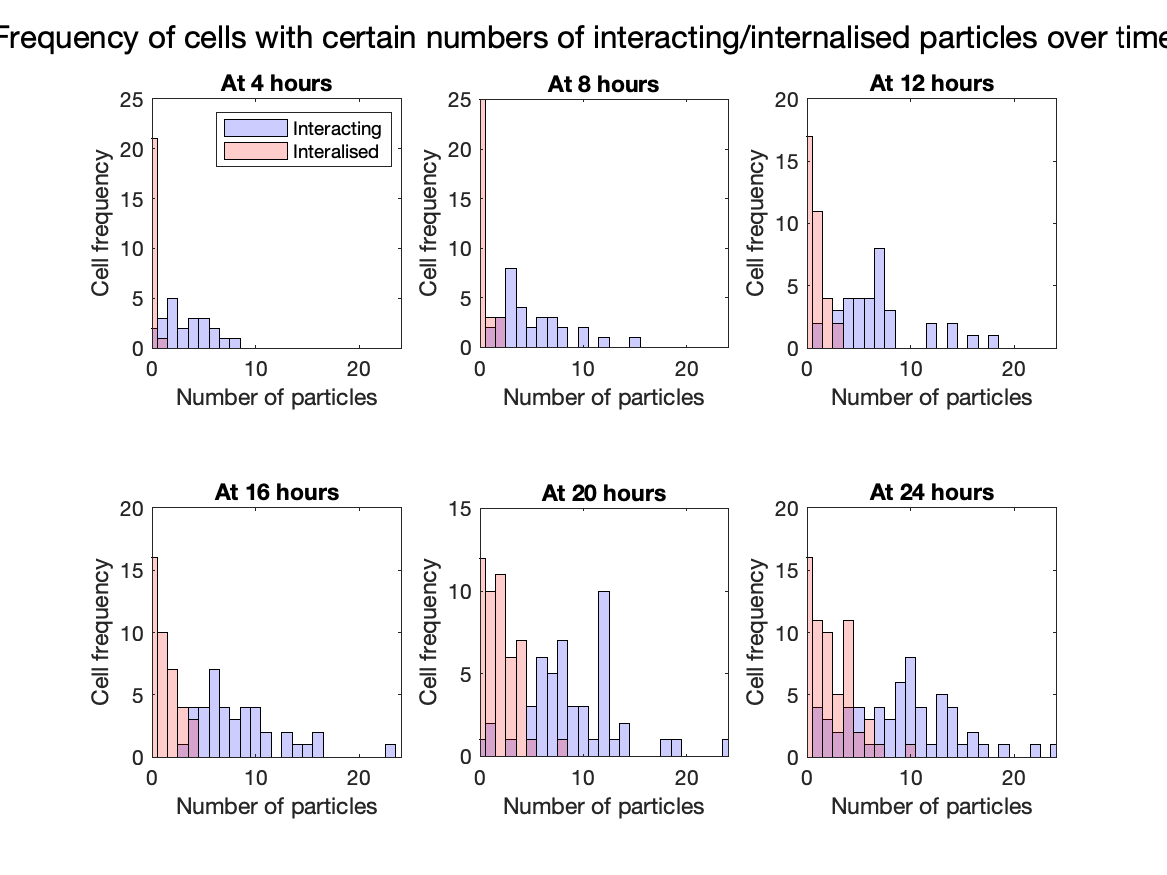 Frequency of cells with certain numbers of interacting/internalised particles over time
At 4 hours
25
20
15
10
5
0
0 10 20
Cell frequency
Number of particles
Interacting
Interalised
At 8 hours
25
20
15
10
5
0
0 10 20
Cell frequency
Number of particles
At 12 hours
20
15
10
5
0
0 10 20
Cell frequency
Number of particles
At 16 hours
20
15
10
5
0
0 10 20
Cell frequency
Number of particles
At 20 hours
15
10
5
0
0 10 20
Cell frequency
Number of particles
At 24 hours
20
15
10
5
0
0 10 20
Cell frequency
Number of particles